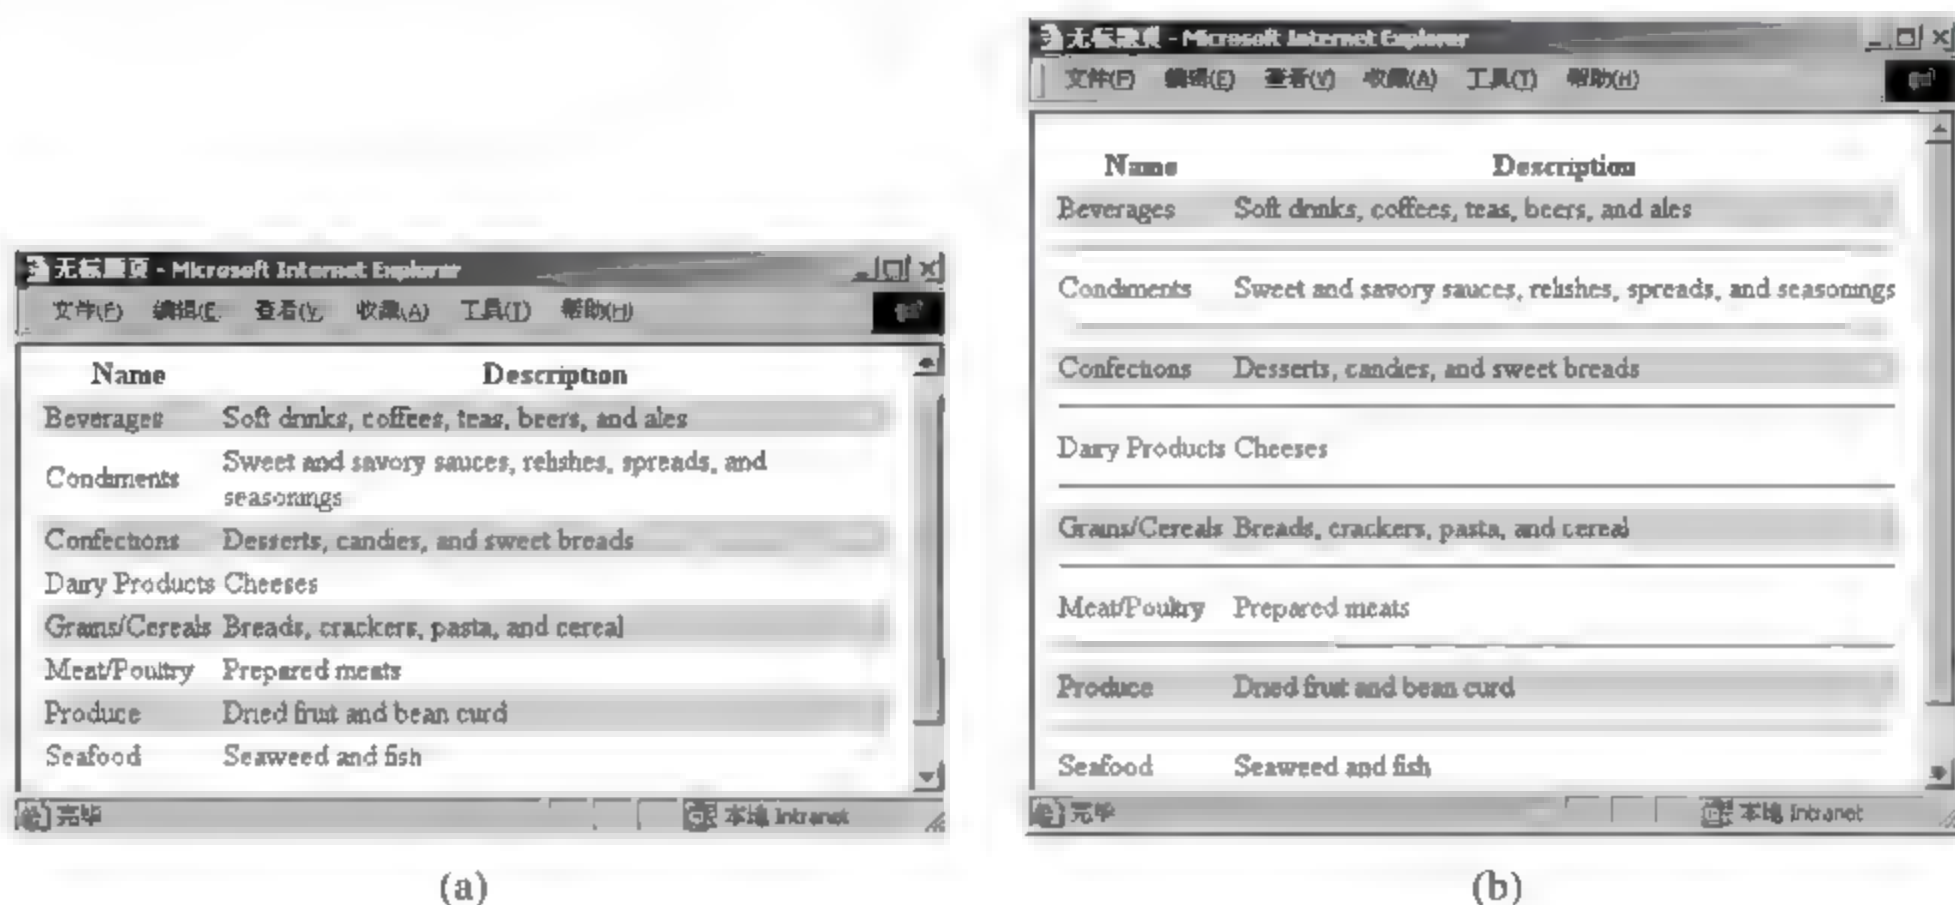 无标题页 - Microsoft Internet Explorer
文件(F) 编辑(E) 查看(V) 收藏(A) 工具(T) 帮助(H)
Name Description
Beverages Soft drinks, coffees, teas, beers, and ales
Condiments Sweet and savory sauces, relishes, spreads, and
seasonings
Confections Desserts, candies, and sweet breads
Dairy Products Cheeses
Grains/Cereals Breads, crackers, pasta, and cereal
Meat/Poultry Prepared meats
Produce Dried fruit and bean curd
Seafood Seaweed and fish
完毕 本地 Intranet
(a)
无标题页 - Microsoft Internet Explorer
文件(F) 编辑(E) 查看(V) 收藏(A) 工具(T) 帮助(H)
Name Description
Beverages Soft drinks, coffees, teas, beers, and ales
Condiments Sweet and savory sauces, relishes, spreads, and seasonings
Confections Desserts, candies, and sweet breads
Dairy Products Cheeses
Grains/Cereals Breads, crackers, pasta, and cereal
Meat/Poultry Prepared meats
Produce Dried fruit and bean curd
Seafood Seaweed and fish
完毕 本地 Intranet
(b)